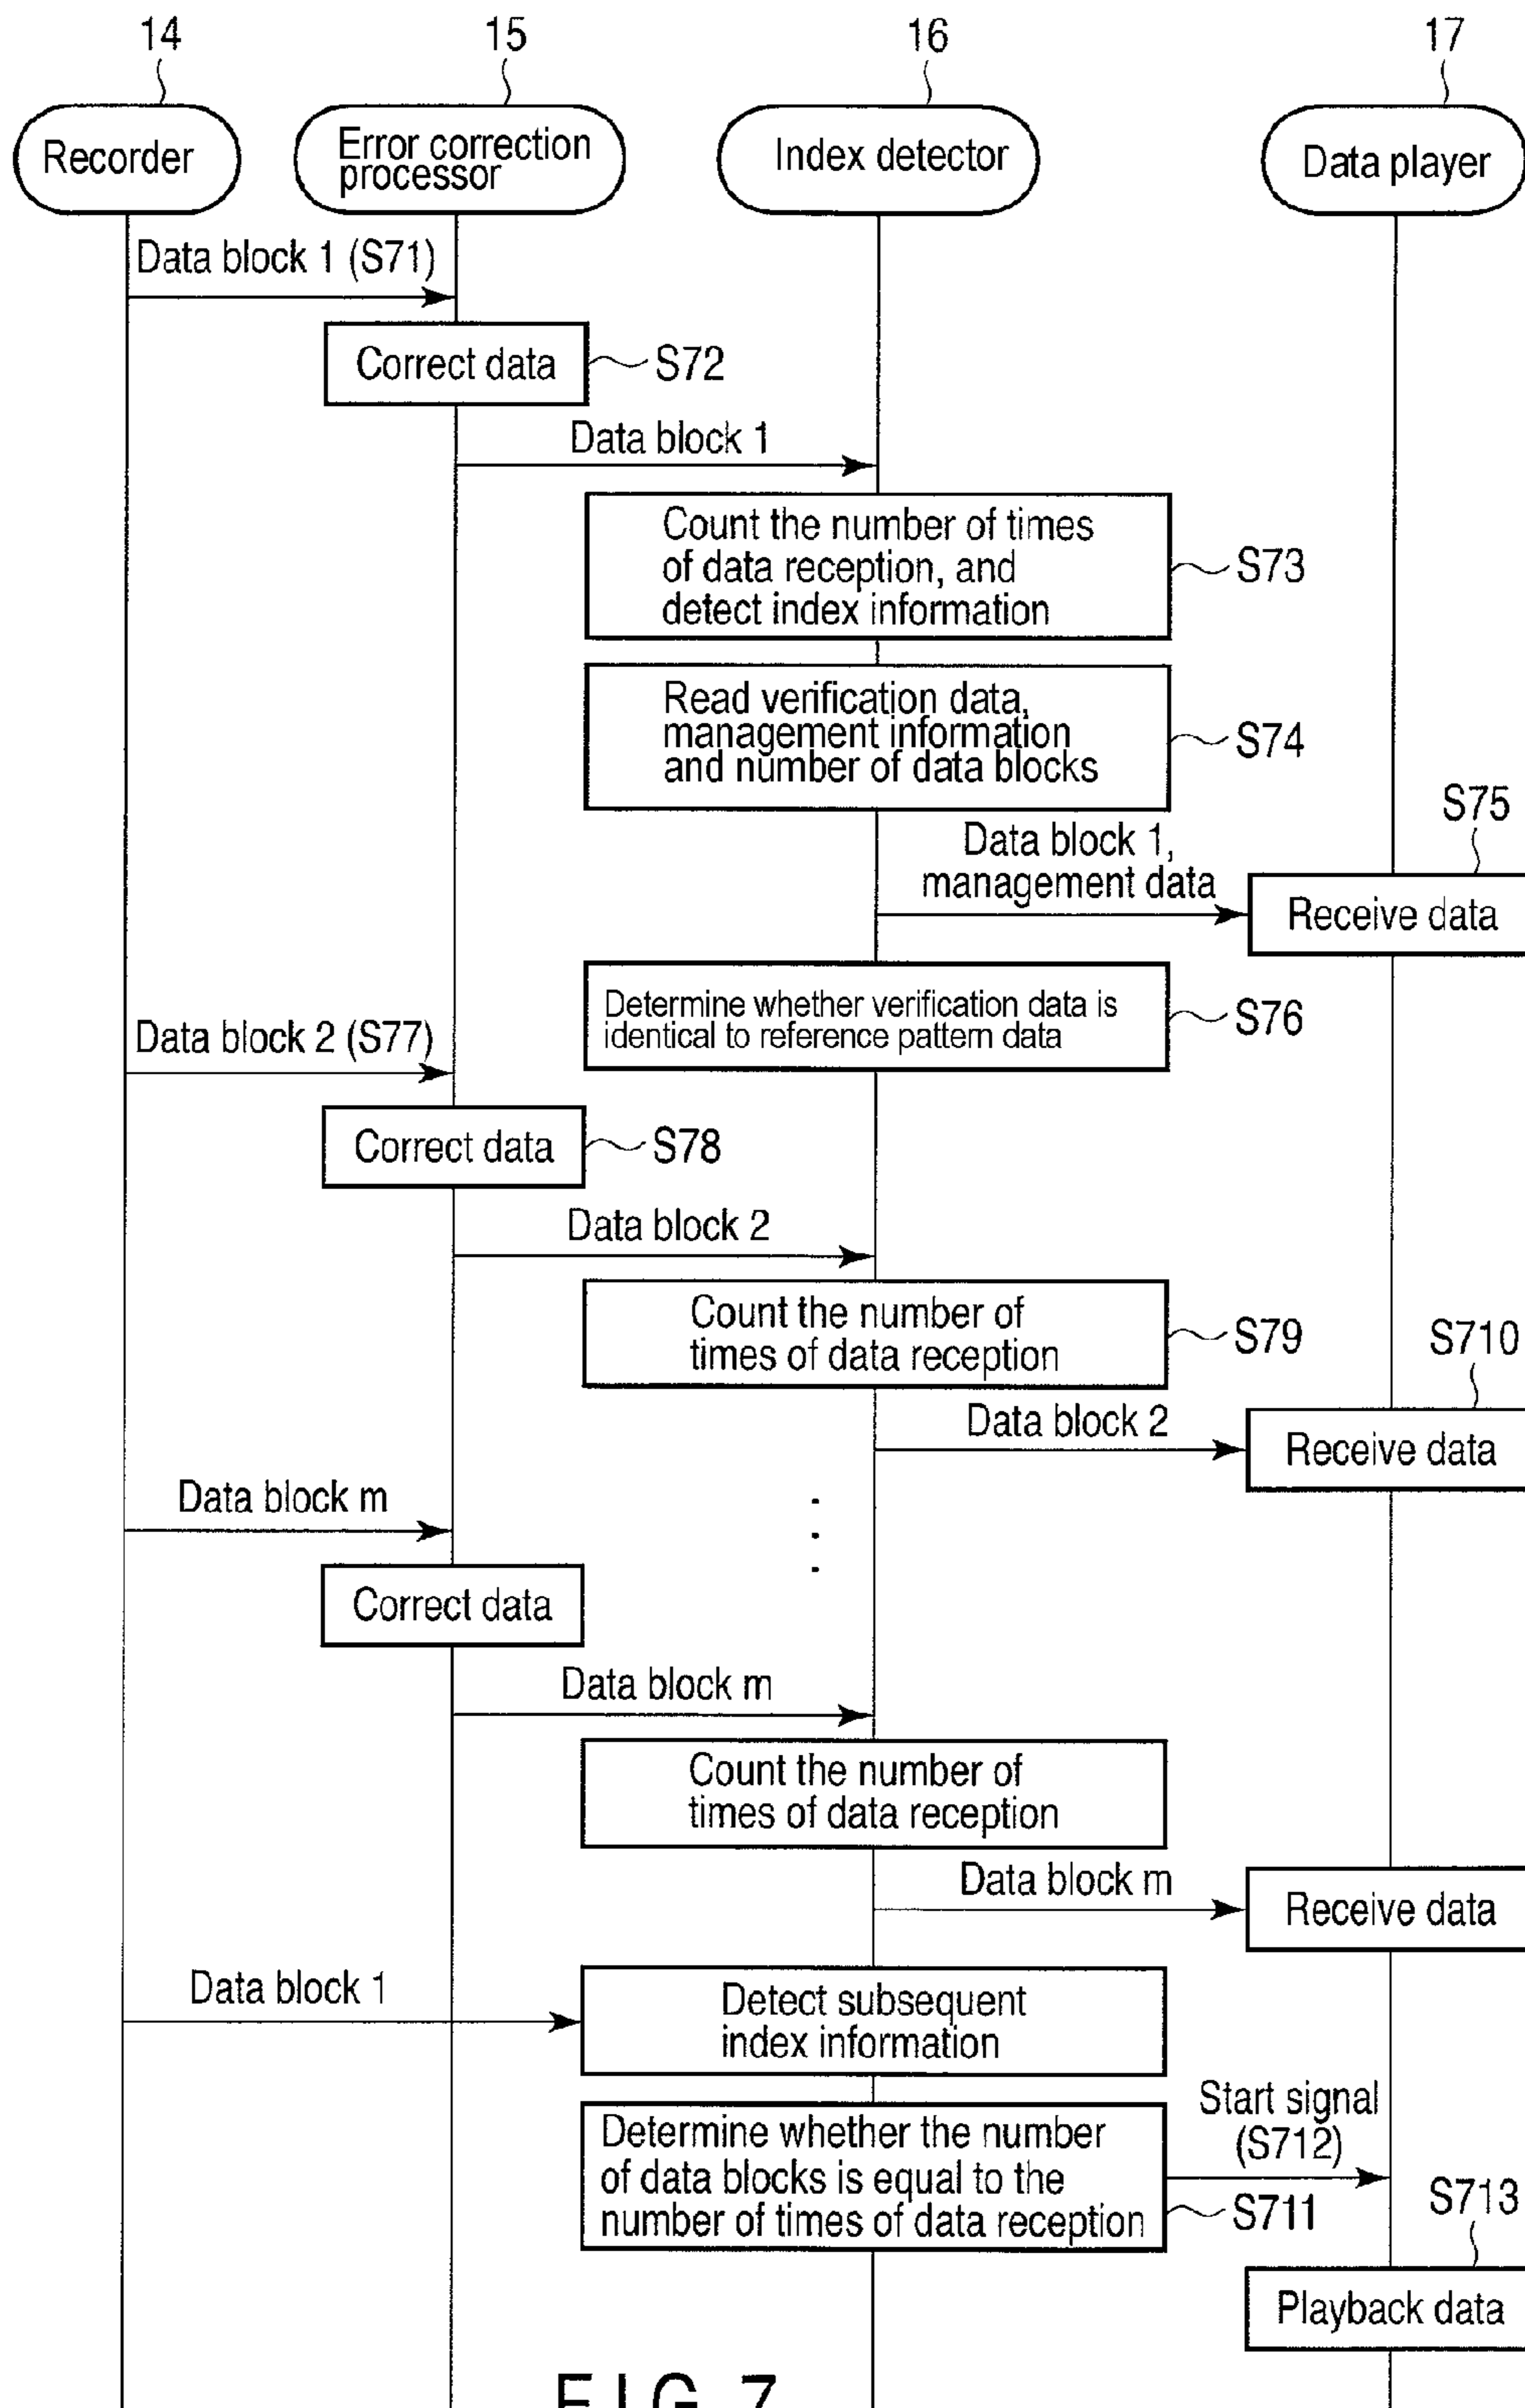 14
15
16
17
Recorder
Error correction
processor
Index detector
Data player
Data block 1 (S71)
Correct data
S72
Data block 1
Count the number of times
of data reception, and
detect index information
S73
Read verification data,
management information
and number of data blocks
S74
S75
Data block 1,
management data
Receive data
Determine whether verification data is
identical to reference pattern data
S76
Data block 2 (S77)
Correct data
S78
Data block 2
Count the number of
times of data reception
S79
S710
Data block 2
Receive data
Data block m
Correct data
Data block m
Count the number of
times of data reception
Data block m
Receive data
Data block 1
Detect subsequent
index information
Start signal
(S712)
Determine whether the number
of data blocks is equal to the
number of times of data reception
S711
S713
Playback data
FIG. 7